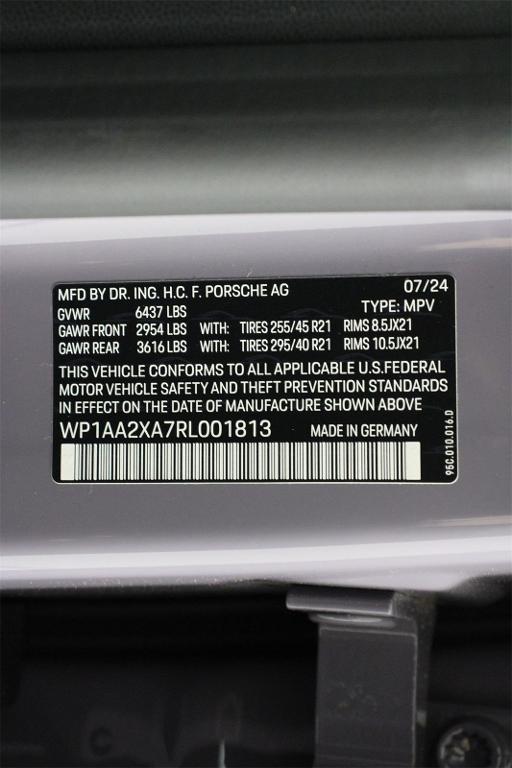 MFD BY DR. ING. H.C. F. PORSCHE AG 07/24
GVWR 6437 LBS TYPE: MPV
GAWR FRONT 2954 LBS WITH: TIRES 255/45 R21 RIMS 8.5JX21
GAWR REAR 3616 LBS WITH: TIRES 295/40 R21 RIMS 10.5JX21
THIS VEHICLE CONFORMS TO ALL APPLICABLE U.S.FEDERAL
MOTOR VEHICLE SAFETY AND THEFT PREVENTION STANDARDS
IN EFFECT ON THE DATE OF MANUFACTURE SHOWN ABOVE
WP1AA2XA7RL001813 MADE IN GERMANY
95C.010.016.D